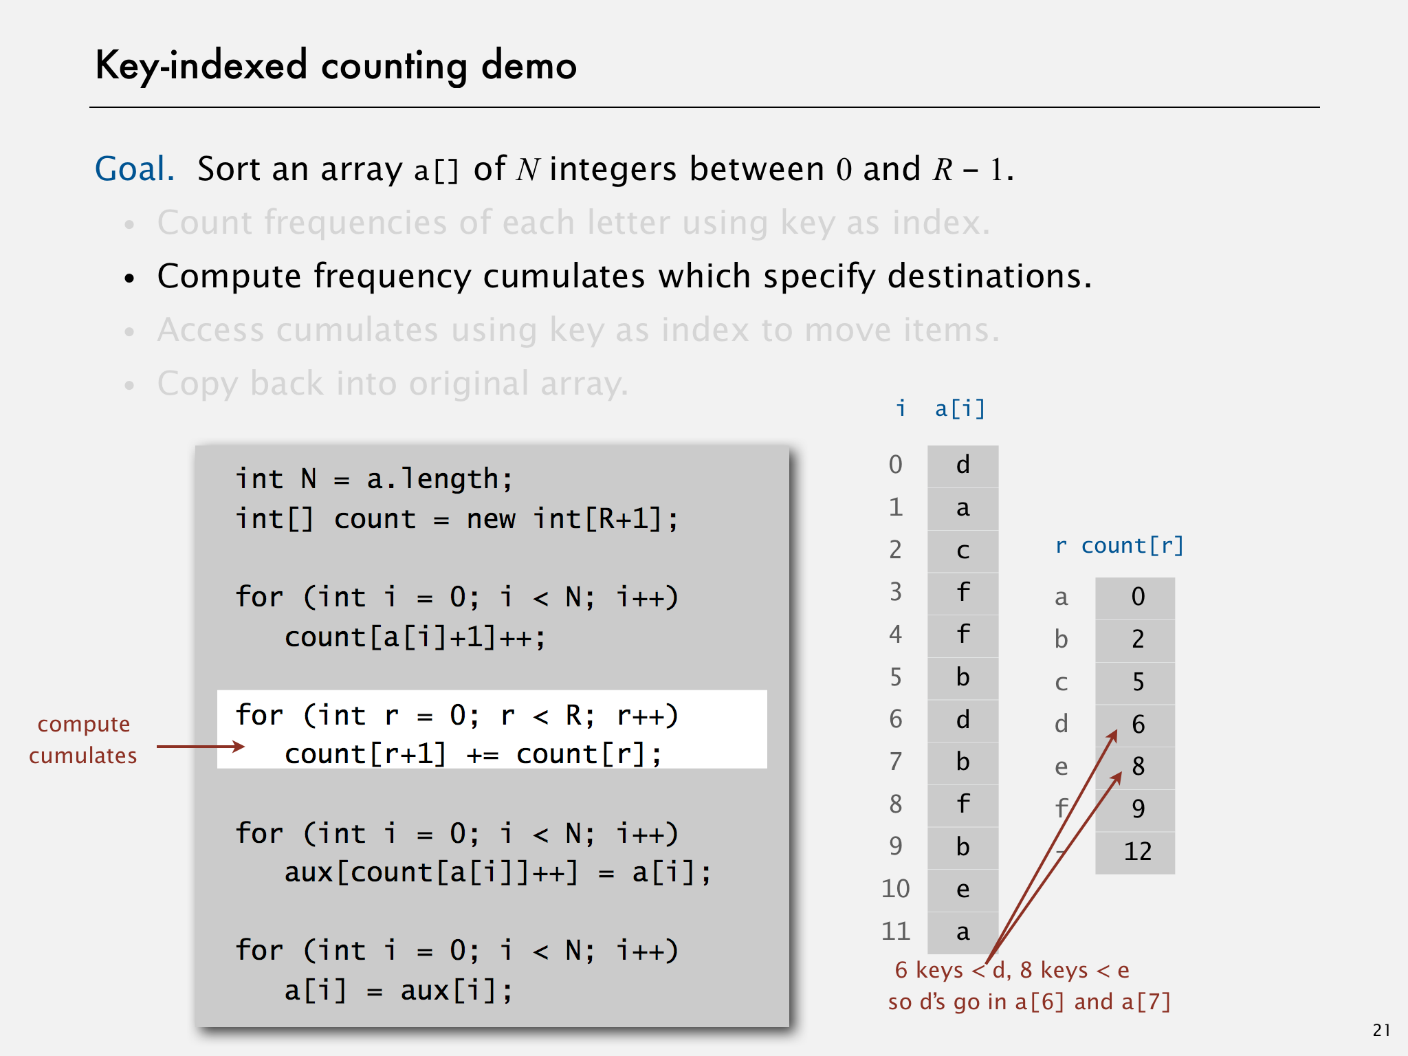 Key-indexed counting demo
Goal. Sort an array a[] of N integers between 0 and R – 1.
• Count frequencies of each letter using key as index.
• Compute frequency cumulates which specify destinations.
• Access cumulates using key as index to move items.
• Copy back into original array.
int N = a.length;
int[] count = new int[R+1];
for (int i = 0; i < N; i++)
count[a[i]+1]++;
for (int r = 0; r < R; r++)
count[r+1] += count[r];
for (int i = 0; i < N; i++)
aux[count[a[i]]++] = a[i];
for (int i = 0; i < N; i++)
a[i] = aux[i];
compute
cumulates
i a[i]
0 d
1 a
2 c
3 f
4 f
5 b
6 d
7 b
8 f
9 b
10 e
11 a
r count[r]
a 0
b 2
c 5
d 6
e 8
f 9
- 12
6 keys < d, 8 keys < e
so d’s go in a[6] and a[7]
21